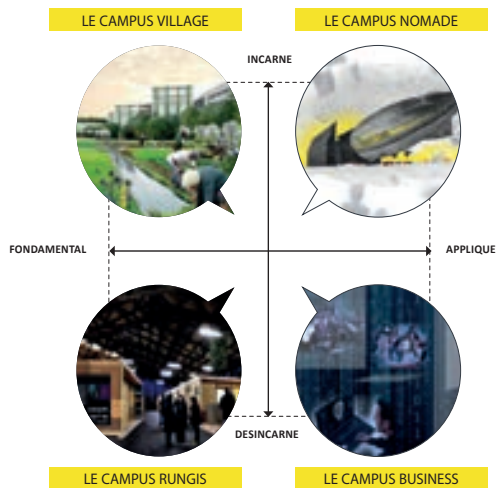 LE CAMPUS VILLAGE
LE CAMPUS NOMADE
INCARNE
FONDAMENTAL
APPLIQUE
DESINCARNE
LE CAMPUS RUNGIS
LE CAMPUS BUSINESS